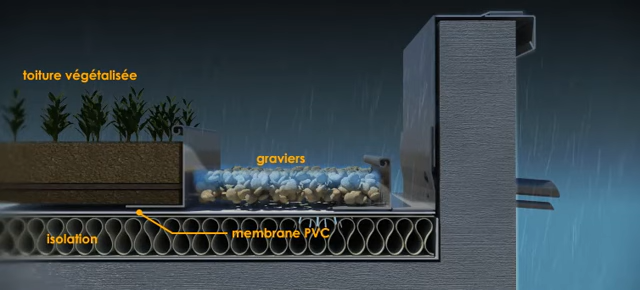 toiture végétalisée
graviers
membrane PVC
isolation